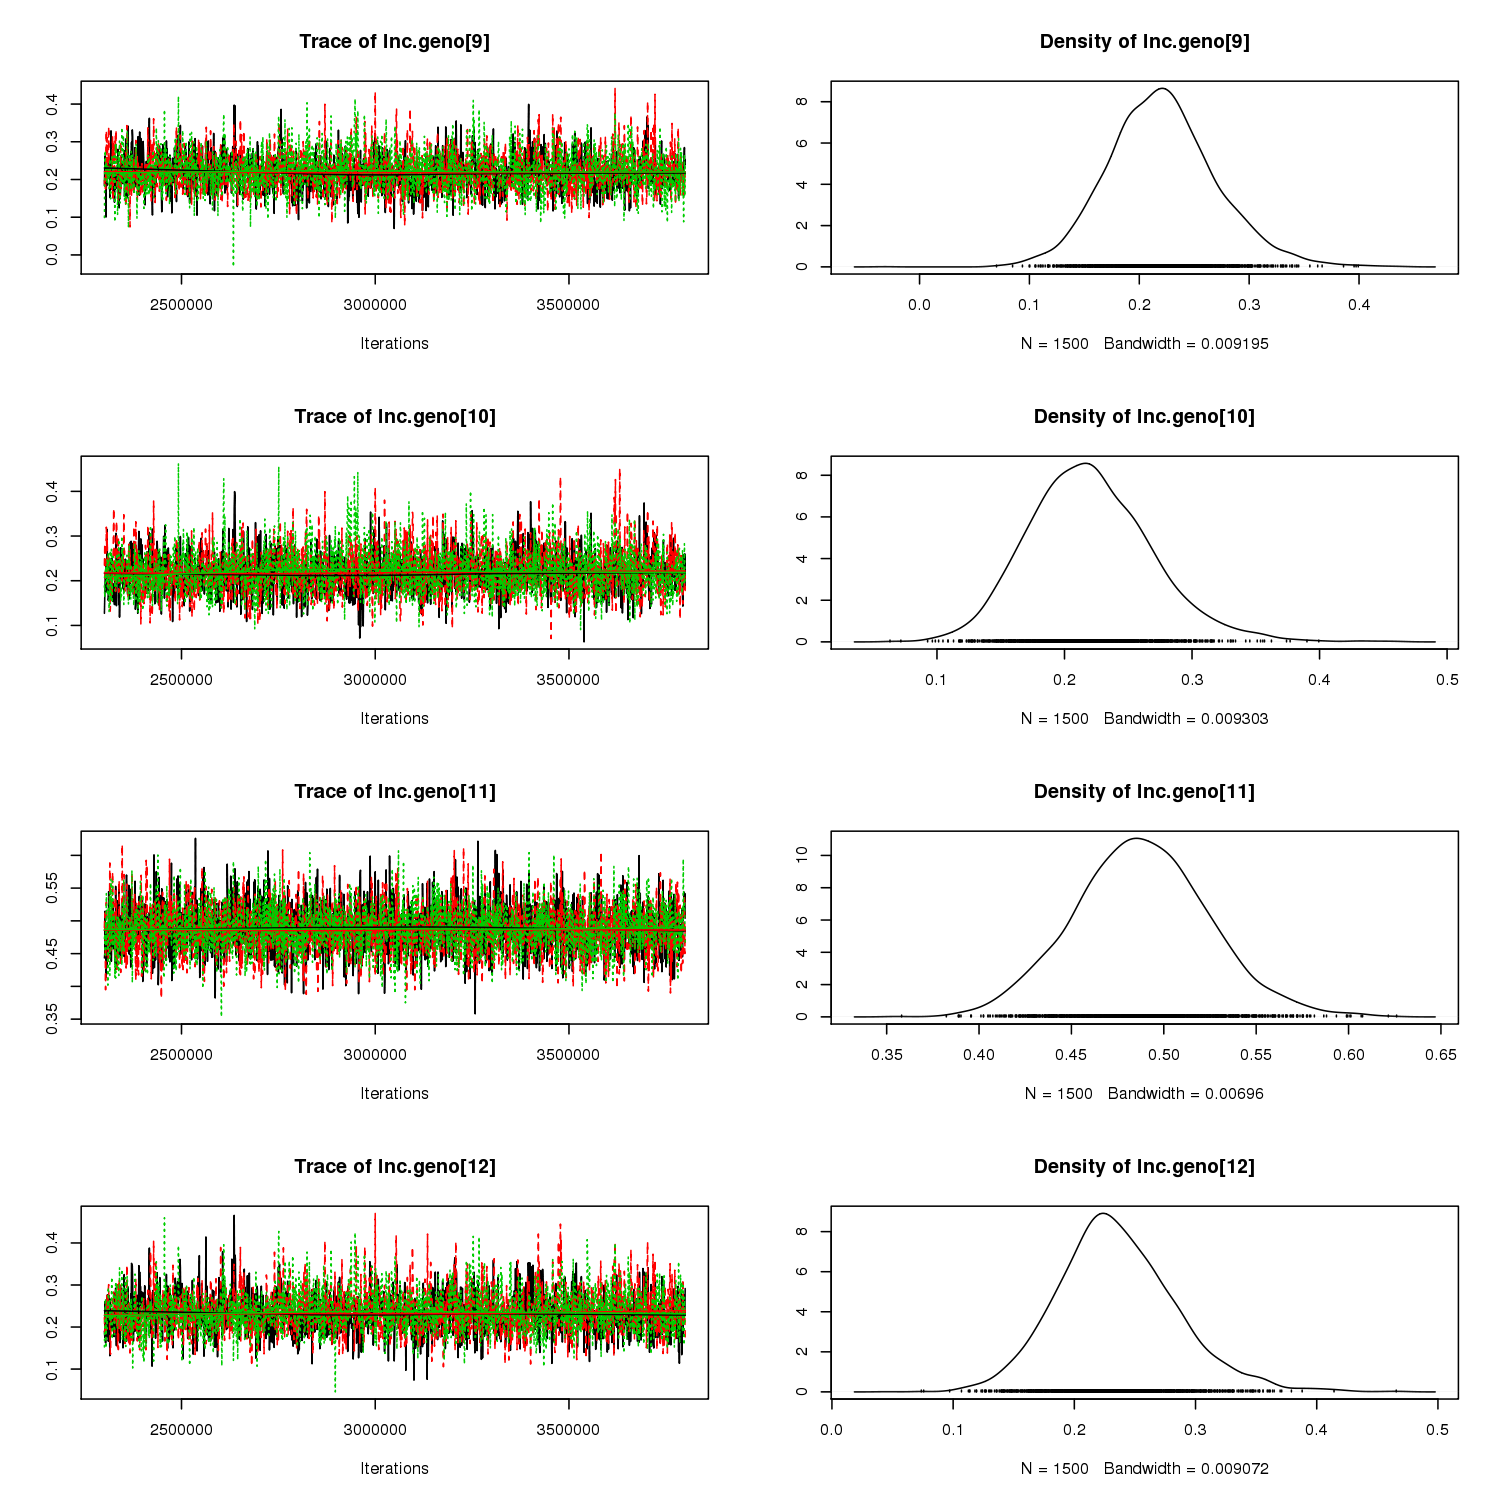 Trace of Inc.geno[9]
0.0 0.1 0.2 0.3 0.4
2500000 3000000 3500000
Iterations
Density of Inc.geno[9]
0 2 4 6 8
0.0 0.1 0.2 0.3 0.4
N = 1500 Bandwidth = 0.009195
Trace of Inc.geno[10]
0.1 0.2 0.3 0.4
2500000 3000000 3500000
Iterations
Density of Inc.geno[10]
0 2 4 6 8
0.1 0.2 0.3 0.4 0.5
N = 1500 Bandwidth = 0.009303
Trace of Inc.geno[11]
0.35 0.45 0.55
2500000 3000000 3500000
Iterations
Density of Inc.geno[11]
0 2 4 6 8 10
0.35 0.40 0.45 0.50 0.55 0.60 0.65
N = 1500 Bandwidth = 0.00696
Trace of Inc.geno[12]
0.1 0.2 0.3 0.4
2500000 3000000 3500000
Iterations
Density of Inc.geno[12]
0 2 4 6 8
0.0 0.1 0.2 0.3 0.4 0.5
N = 1500 Bandwidth = 0.009072